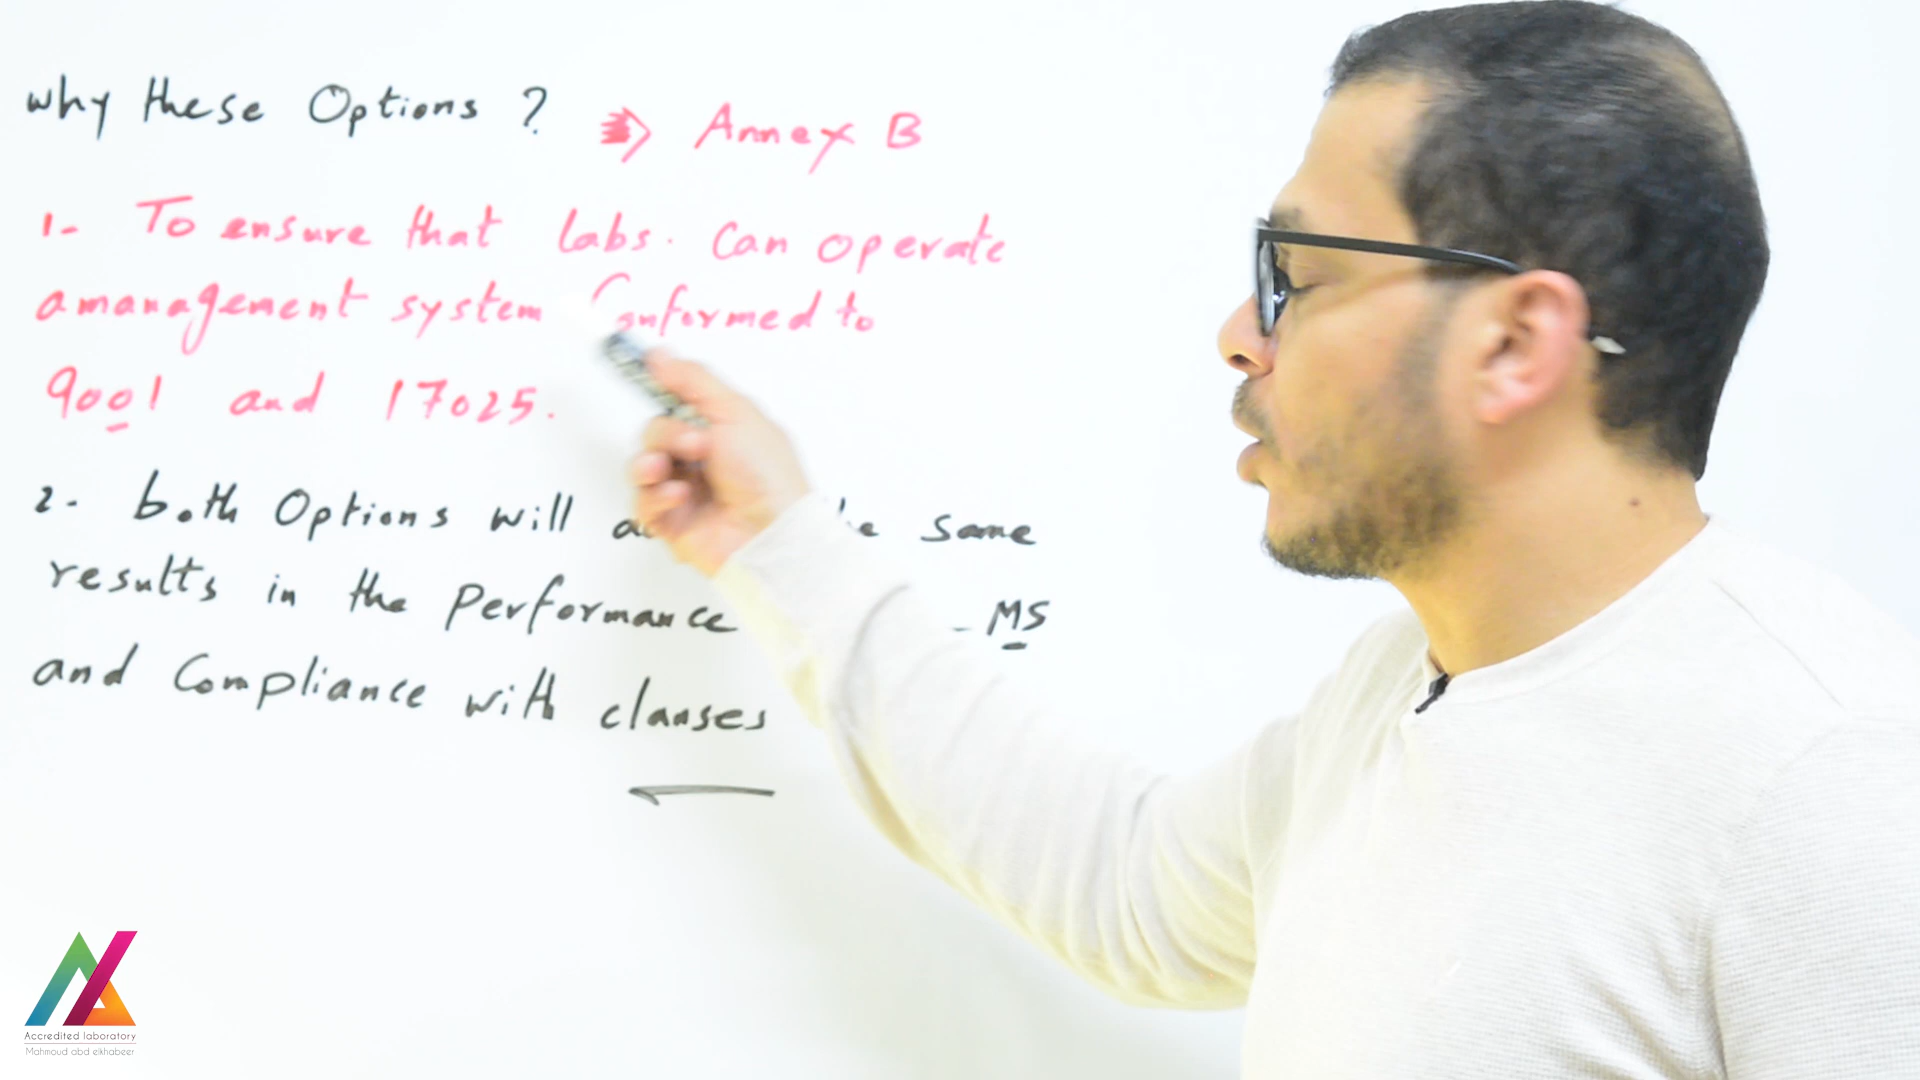 why these Options ?
Annex B
1- To ensure that labs. Can operate
a management system Conformed to
9001 and 17025.
2- both Options will same
results in the Performance MS
and Compliance with clauses
Accredited laboratory
Mahmoud abd elkhabeer